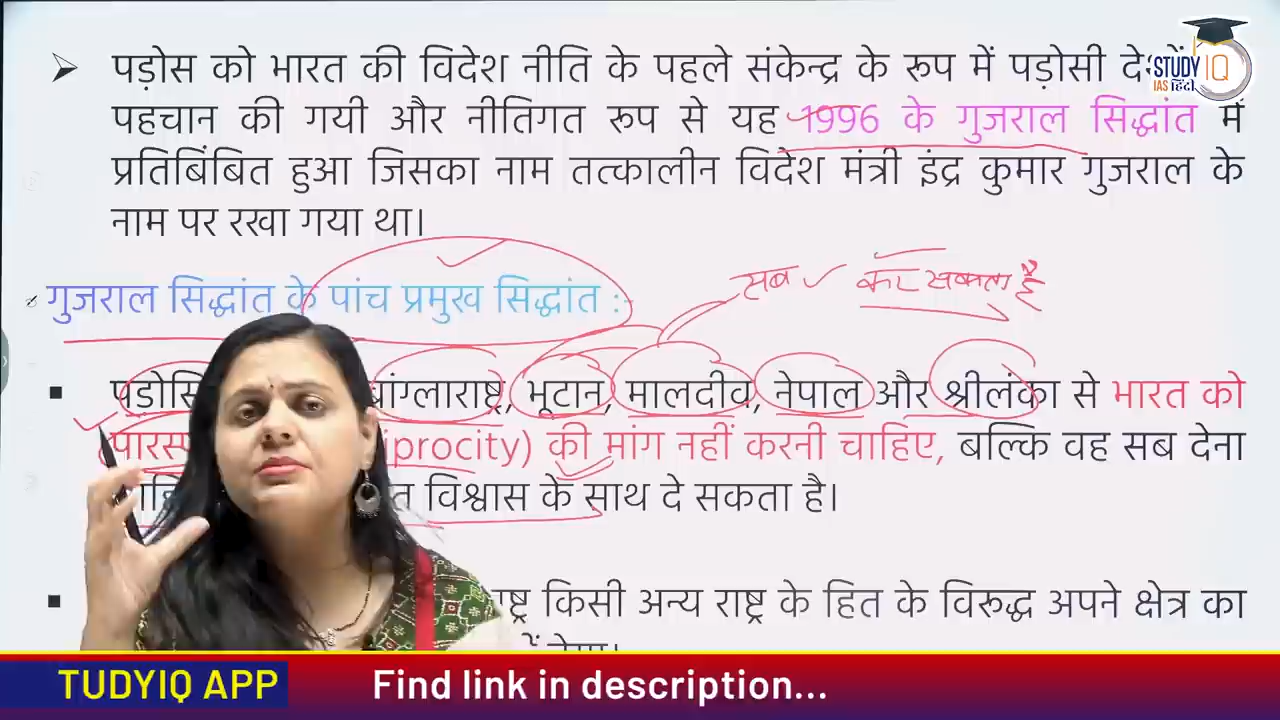 पड़ोस को भारत की विदेश नीति के पहले संकेन्द्र के रूप में पड़ोसी
पहचान की गयी और नीतिगत रूप से यह 1996 के गुजराल सिद्धांत में
प्रतिबिंबित हुआ जिसका नाम तत्कालीन विदेश मंत्री इंद्र कुमार गुजराल के
नाम पर रखा गया था।
STUDY IQ
IAS हिंदी
सब कर सकता है
गुजराल सिद्धांत के पांच प्रमुख सिद्धांत :-
बांग्लाराष्ट्र, भूटान, मालदीव, नेपाल और श्रीलंका से भारत को
की मांग नहीं करनी चाहिए, बल्कि वह सब देना
विश्वास के साथ दे सकता है।
किसी अन्य राष्ट्र के हित के विरूद्ध अपने क्षेत्र का
TUDYIQ APP
Find link in description...